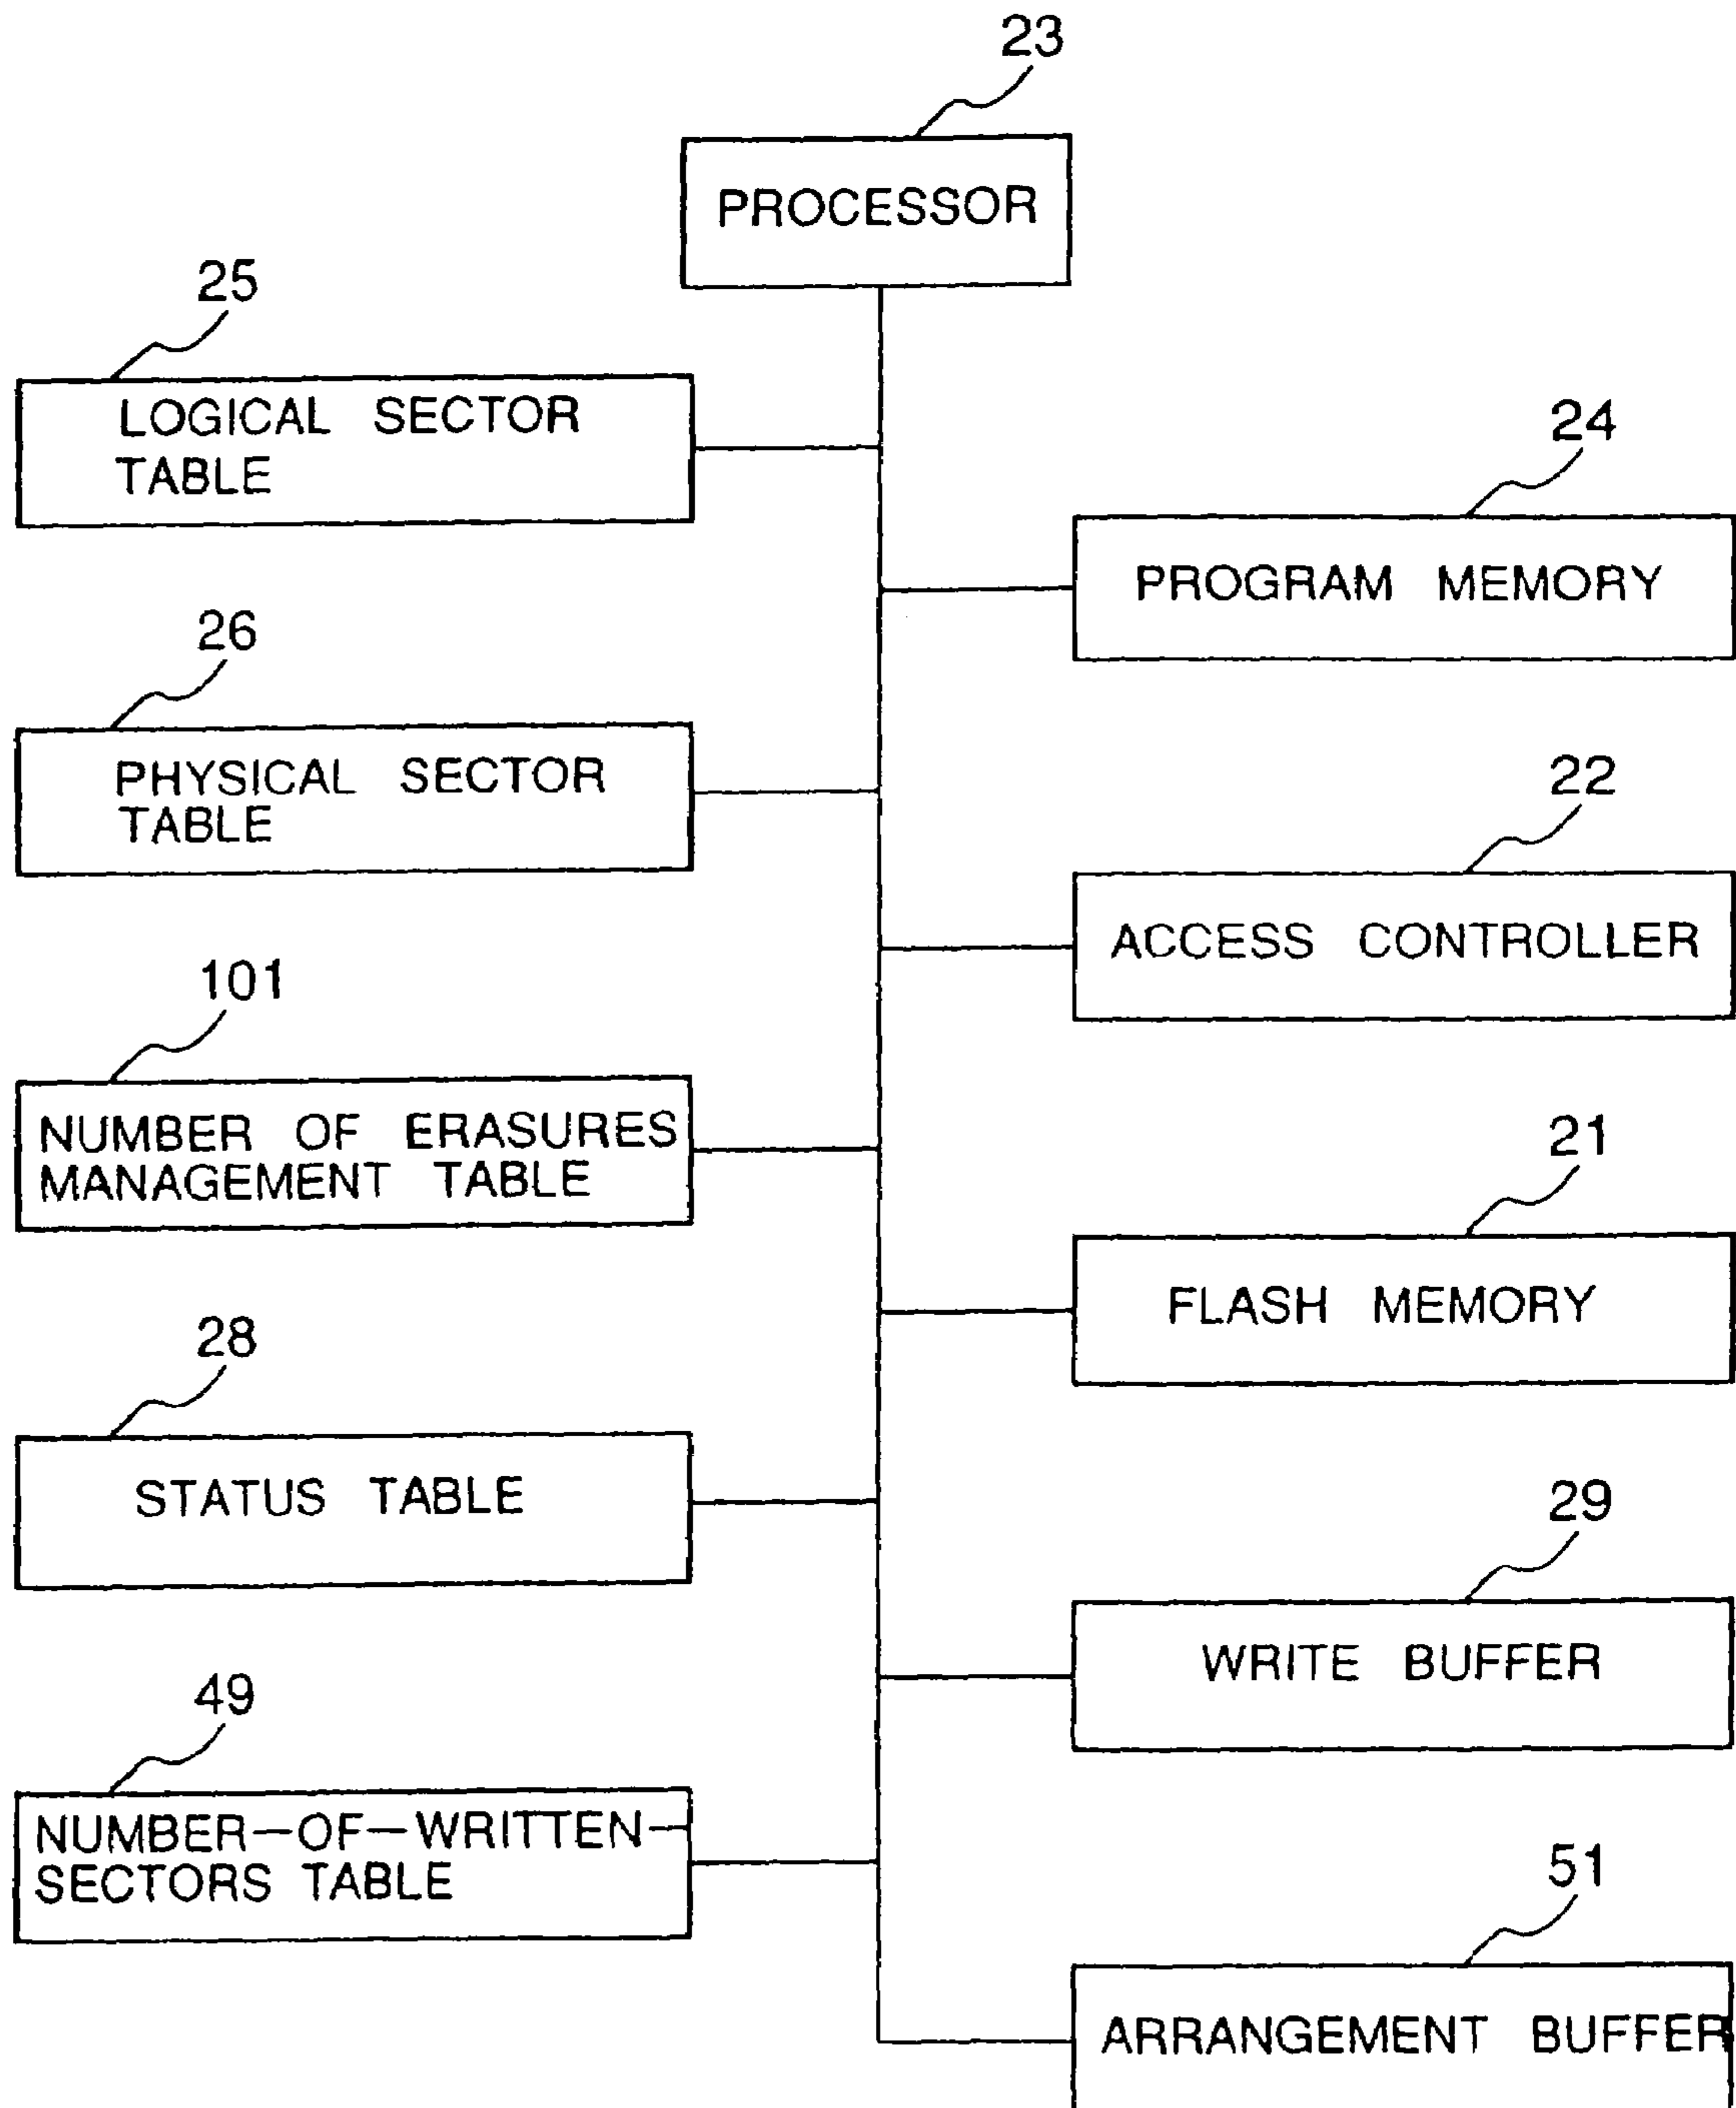 23
PROCESSOR
25
LOGICAL SECTOR
TABLE
24
PROGRAM MEMORY
26
PHYSICAL SECTOR
TABLE
22
ACCESS CONTROLLER
101
NUMBER OF ERASURES
MANAGEMENT TABLE
21
FLASH MEMORY
28
STATUS TABLE
29
WRITE BUFFER
49
NUMBER-OF-WRITTEN-
SECTORS TABLE
51
ARRANGEMENT BUFFER